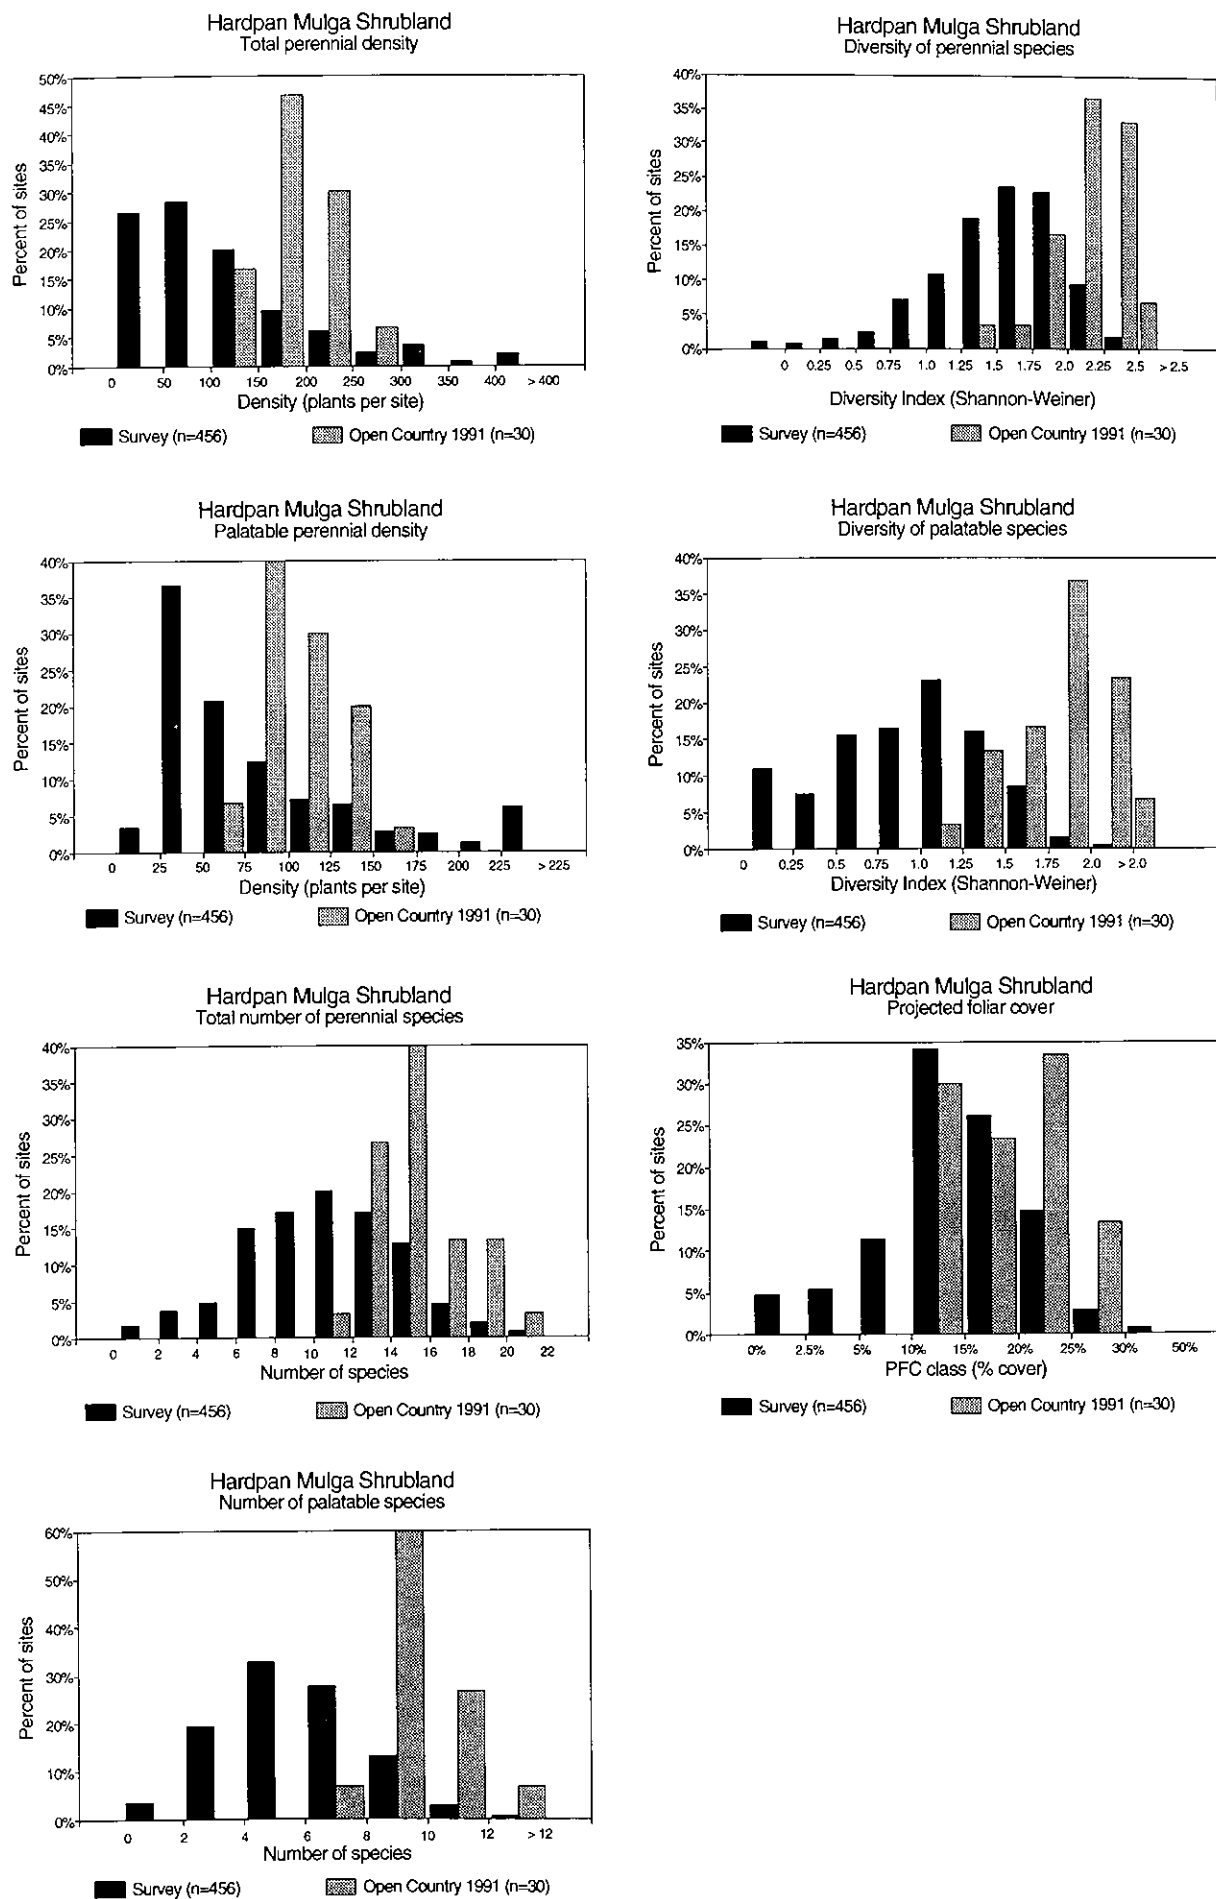 Hardpan Mulga Shrubland
Total perennial density
50%
45%
40%
35%
30%
25%
20%
15%
10%
5%
0%
Percent of sites
0 50 100 150 200 250 300 350 400 > 400
Density (plants per site)
Survey (n=456) Open Country 1991 (n=30)
Hardpan Mulga Shrubland
Diversity of perennial species
40%
35%
30%
25%
20%
15%
10%
5%
0%
Percent of sites
0 0.25 0.5 0.75 1.0 1.25 1.5 1.75 2.0 2.25 2.5 > 2.5
Diversity Index (Shannon-Weiner)
Survey (n=456) Open Country 1991 (n=30)
Hardpan Mulga Shrubland
Palatable perennial density
40%
35%
30%
25%
20%
15%
10%
5%
0%
Percent of sites
0 25 50 75 100 125 150 175 200 225 > 225
Density (plants per site)
Survey (n=456) Open Country 1991 (n=30)
Hardpan Mulga Shrubland
Diversity of palatable species
40%
35%
30%
25%
20%
15%
10%
5%
0%
Percent of sites
0 0.25 0.5 0.75 1.0 1.25 1.5 1.75 2.0 > 2.0
Diversity Index (Shannon-Weiner)
Survey (n=456) Open Country 1991 (n=30)
Hardpan Mulga Shrubland
Total number of perennial species
40%
35%
30%
25%
20%
15%
10%
5%
0%
Percent of sites
0 2 4 6 8 10 12 14 16 18 20 22
Number of species
Survey (n=456) Open Country 1991 (n=30)
Hardpan Mulga Shrubland
Projected foliar cover
35%
30%
25%
20%
15%
10%
5%
0%
Percent of sites
0% 2.5% 5% 10% 15% 20% 25% 30% 50%
PFC class (% cover)
Survey (n=456) Open Country 1991 (n=30)
Hardpan Mulga Shrubland
Number of palatable species
60%
50%
40%
30%
20%
10%
0%
Percent of sites
0 2 4 6 8 10 12 > 12
Number of species
Survey (n=456) Open Country 1991 (n=30)